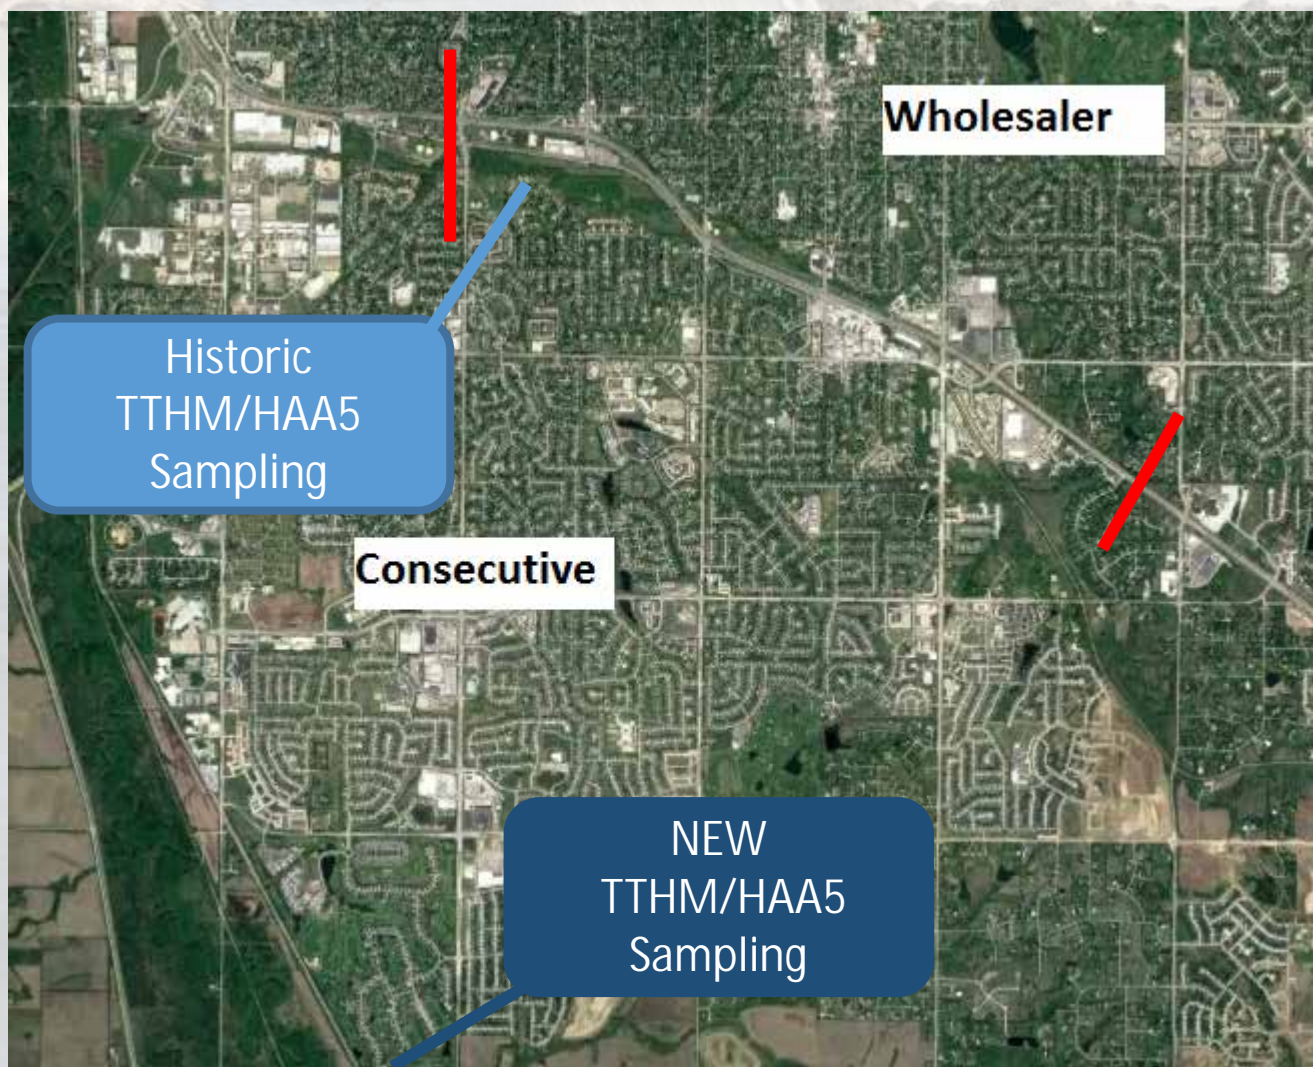 Wholesaler
Historic
TTHM/HAA5
Sampling
Consecutive
NEW
TTHM/HAA5
Sampling